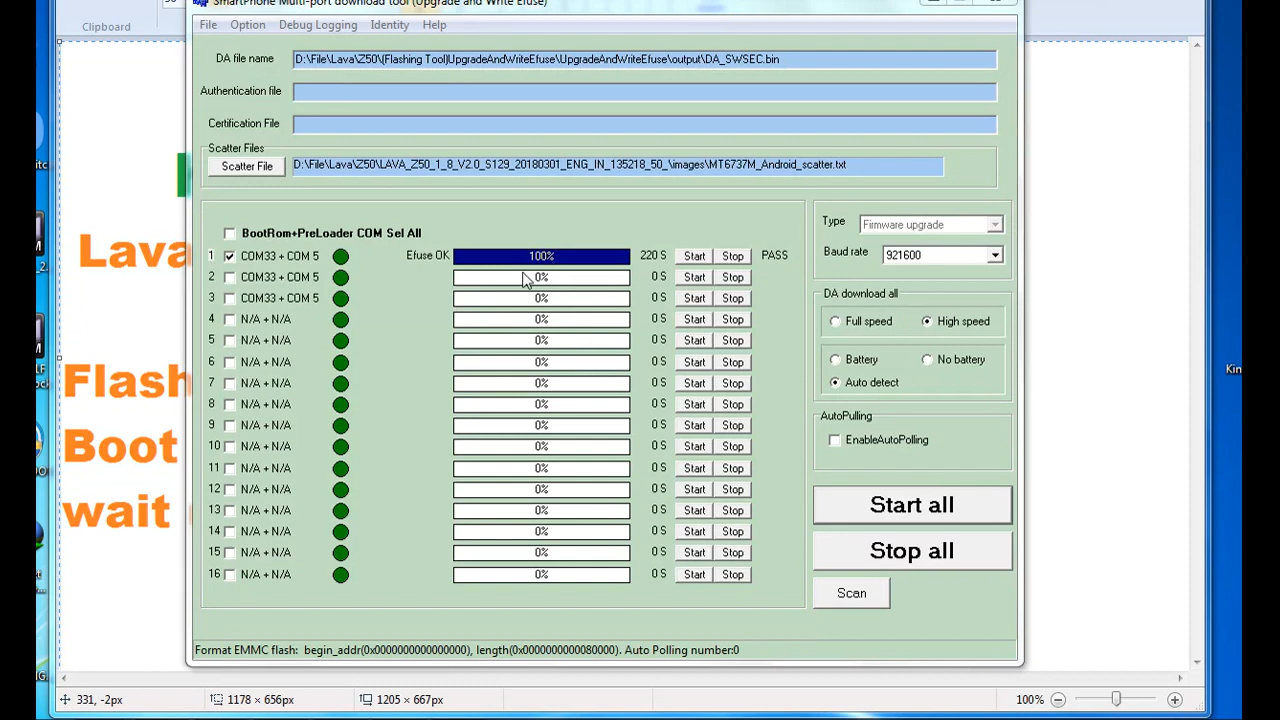 Clipboard
SmartPhone Multi-port download tool (Upgrade and Write Efuse)
File Option Debug Logging Identity Help
DA file name D:\File\Lava\Z50\(Flashing Tool)UpgradeAndWriteEfuse\UpgradeAndWriteEfuse\output\DA_SWSEC.bin
Authentication file
Certification File
Scatter Files
Scatter File D:\File\Lava\Z50\LAVA_Z50_1_8_V2.0_S129_20180301_ENG_IN_135218_50_\images\MT6737M_Android_scatter.txt
BootRom+PreLoader COM Sel All
1 COM33 + COM 5 Efuse OK 100% 220 S Start Stop PASS
2 COM33 + COM 5 0% 0 S Start Stop
3 COM33 + COM 5 0% 0 S Start Stop
4 N/A + N/A 0% 0 S Start Stop
5 N/A + N/A 0% 0 S Start Stop
6 N/A + N/A 0% 0 S Start Stop
7 N/A + N/A 0% 0 S Start Stop
8 N/A + N/A 0% 0 S Start Stop
9 N/A + N/A 0% 0 S Start Stop
10 N/A + N/A 0% 0 S Start Stop
11 N/A + N/A 0% 0 S Start Stop
12 N/A + N/A 0% 0 S Start Stop
13 N/A + N/A 0% 0 S Start Stop
14 N/A + N/A 0% 0 S Start Stop
15 N/A + N/A 0% 0 S Start Stop
16 N/A + N/A 0% 0 S Start Stop
Type Firmware upgrade
Baud rate 921600
DA download all
Full speed High speed
Battery No battery
Auto detect
AutoPulling
EnableAutoPolling
Start all
Stop all
Scan
Format EMMC flash: begin_addr(0x0000000000000000), length(0x0000000000080000). Auto Polling number:0
Lava
Flash
Boot
wait
Kin
331, -2px 1178 × 656px 1205 × 667px 100%